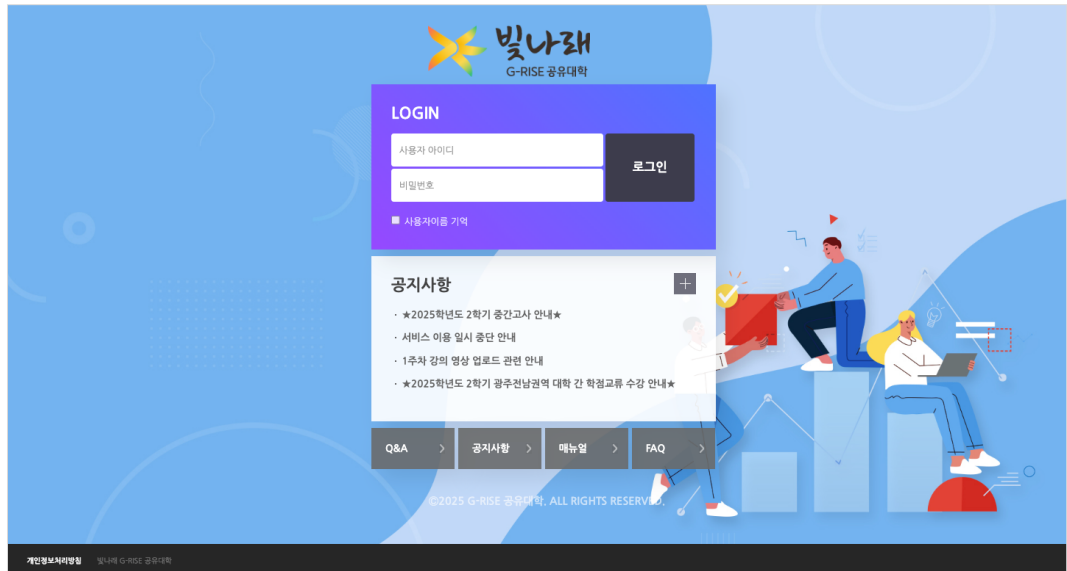 빛나래
G-RISE 공유대학
LOGIN
사용자 아이디
로그인
비밀번호
사용자이름 기억
공지사항
· ★2025학년도 2학기 중간고사 안내★
· 서비스 이용 일시 중단 안내
· 1주차 강의 영상 업로드 관련 안내
· ★2025학년도 2학기 광주전남권역 대학 간 학점교류 수강 안내★
Q&A
공지사항
매뉴얼
FAQ
©2025 G-RISE 공유대학. ALL RIGHTS RESERVED.
개인정보처리방침 빛나래 G-RISE 공유대학